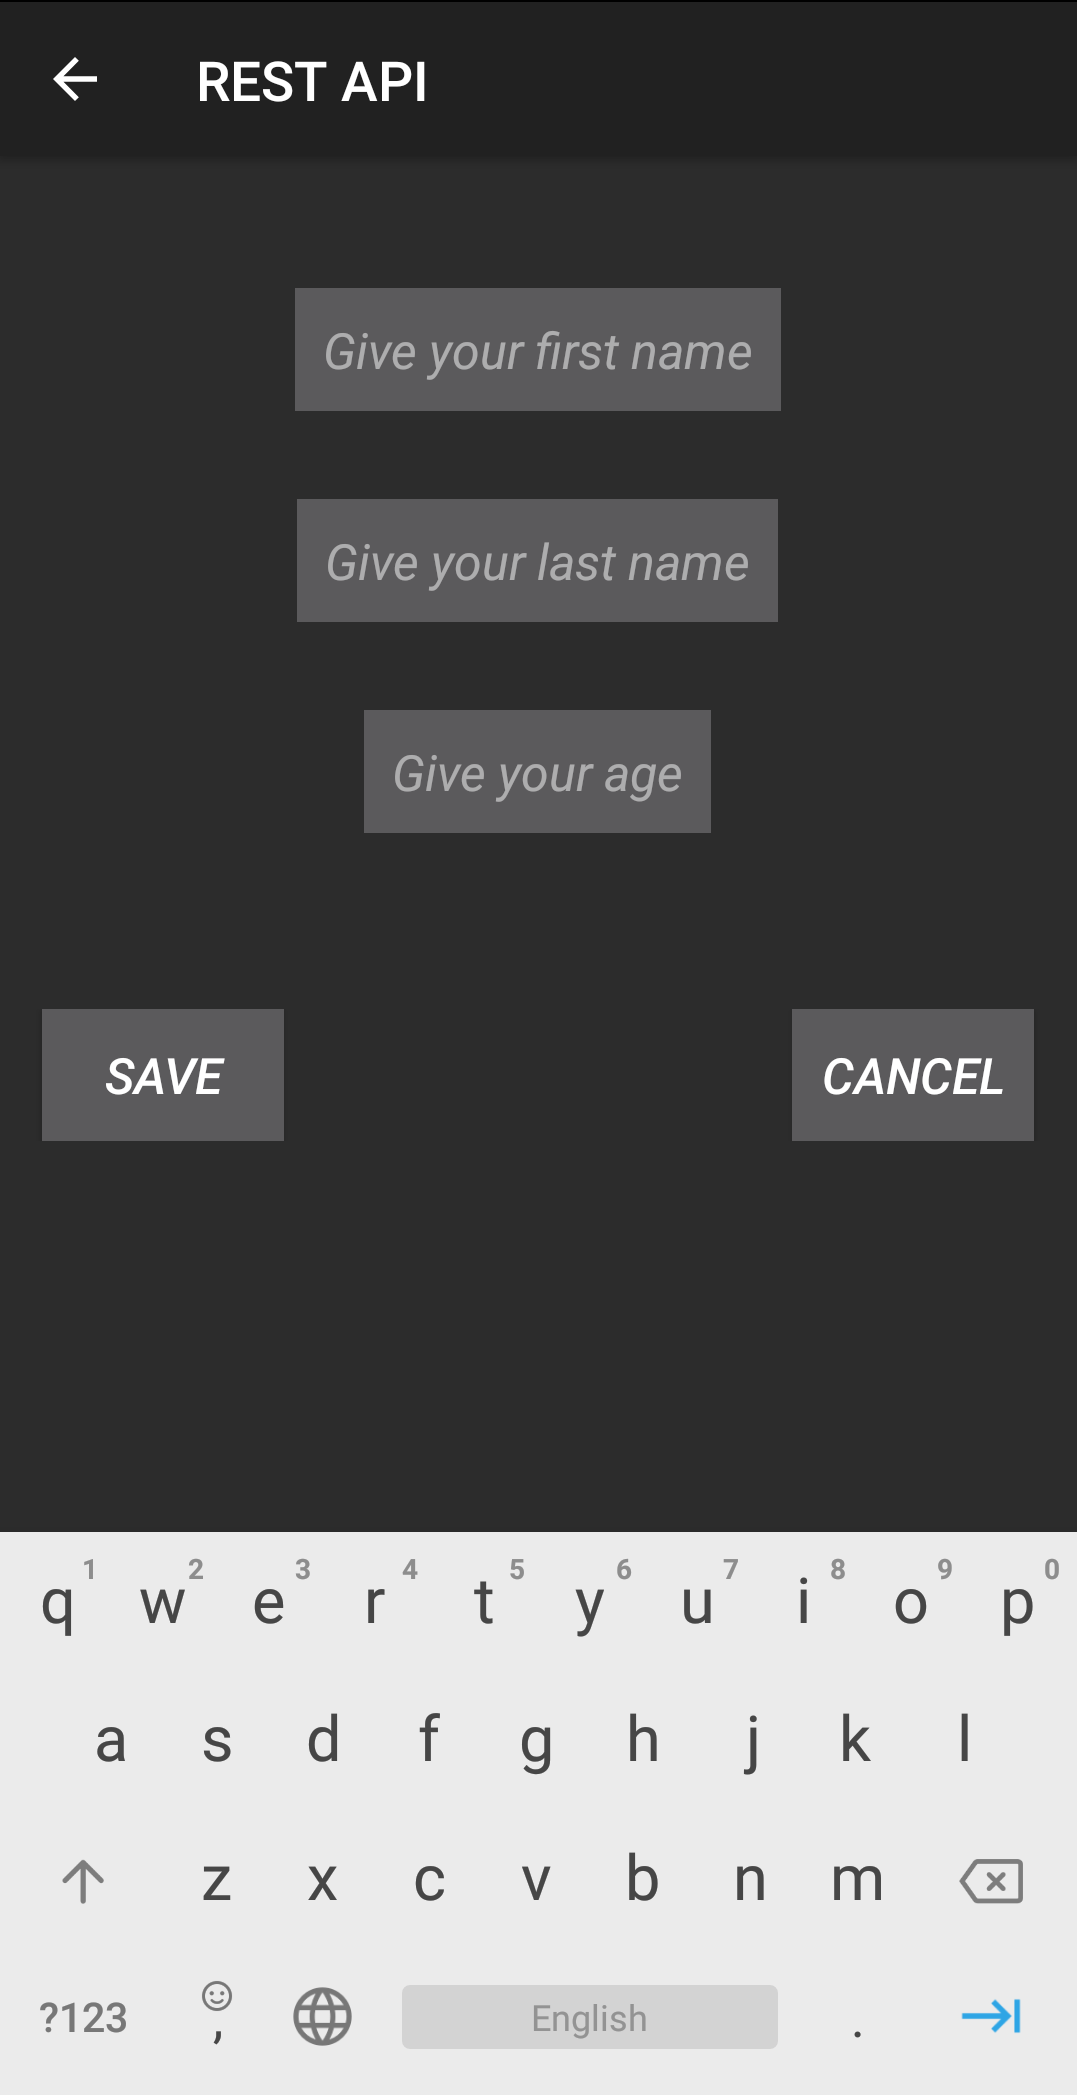 REST API
Give your first name
Give your last name
Give your age
SAVE CANCEL
1 2 3 4 5 6 7 8 9 0
q w e r t y u i o p
a s d f g h j k l
z x c v b n m
?123 , English .